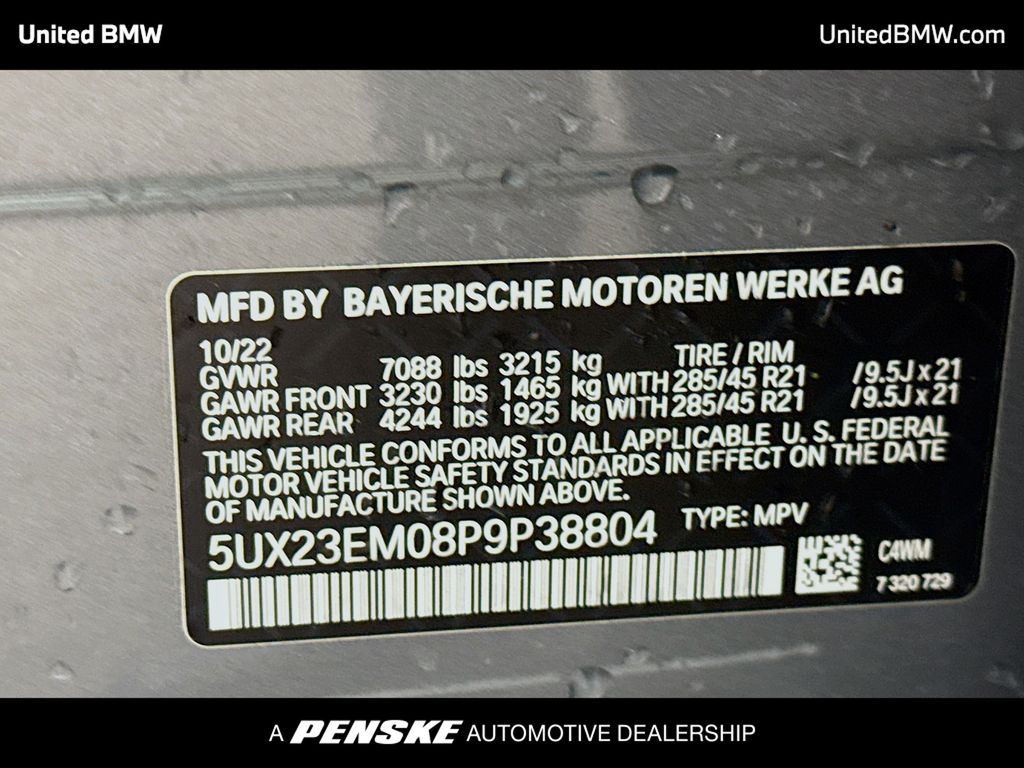 United BMW
UnitedBMW.com
MFD BY BAYERISCHE MOTOREN WERKE AG
10/22 TIRE / RIM
GVWR 7088 lbs 3215 kg
GAWR FRONT 3230 lbs 1465 kg WITH 285/45 R21 /9.5J x 21
GAWR REAR 4244 lbs 1925 kg WITH 285/45 R21 /9.5J x 21
THIS VEHICLE CONFORMS TO ALL APPLICABLE U. S. FEDERAL
MOTOR VEHICLE SAFETY STANDARDS IN EFFECT ON THE DATE
OF MANUFACTURE SHOWN ABOVE.
5UX23EM08P9P38804 TYPE: MPV
C4WM
7 320 729
A PENSKE AUTOMOTIVE DEALERSHIP